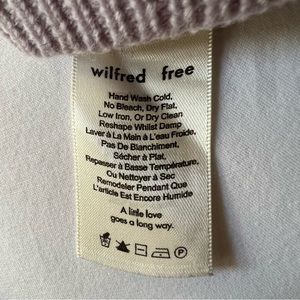 wilfred free
Hand Wash Cold,
No Bleach, Dry Flat,
Low Iron, Or Dry Clean
Reshape Whilst Damp
Laver à La Main à L'eau Froide,
Pas De Blanchiment,
Sécher à Plat,
Repasser à Basse Température,
Ou Nettoyer à Sec
Remodeler Pendant Que
L'article Est Encore Humide
A little love
goes a long way.
P